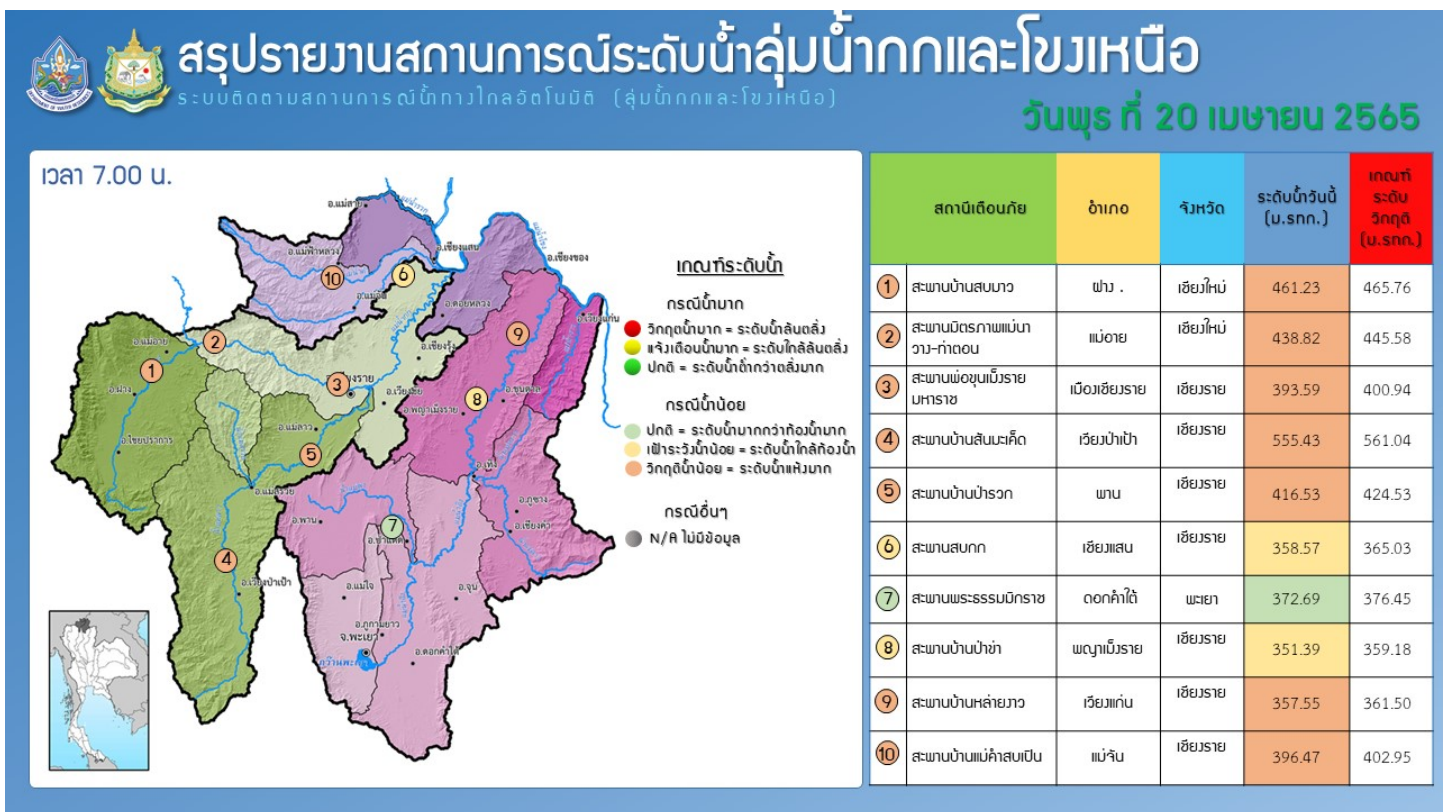 สรุปรายงานสถานการณ์ระดับน้ำลุ่มน้ำกกและโขงเหนือ
ระบบติดตามสถานการณ์น้ำทางไกลอัตโนมัติ (ลุ่มน้ำกกและโขงเหนือ)
วันพุธ ที่ 20 เมษายน 2565
เวลา 7.00 น.
อ.แม่สาย
อ.แม่ฟ้าหลวง
อ.เชียงแสน
อ.เชียงของ
10
6
อ.แม่จัน
อ.ดอยหลวง
อ.เวียงแก่น
9
อ.แม่อาย
2
อ.เชียงรุ้ง
1
3
อ.ฝาง
อ.เวียงชัย
อ.ขุนตาล
8
อ.พญาเม็งราย
อ.ไชยปราการ
อ.แม่ลาว
5
อ.เทิง
อ.แม่สรวย
อ.ภูซาง
อ.พาน
7
อ.เชียงคำ
อ.ป่าแดด
4
อ.เวียงป่าเป้า
อ.แม่ใจ
อ.จุน
อ.ภูกามยาว
จ.พะเยา
อ.ดอกคำใต้
กว๊านพะเยา
เกณฑ์ระดับน้ำ
กรณีน้ำมาก
วิกฤตน้ำมาก = ระดับน้ำล้นตลิ่ง
แจ้งเตือนน้ำมาก = ระดับใกล้ล้นตลิ่ง
ปกติ = ระดับน้ำต่ำกว่าตลิ่งมาก
กรณีน้ำน้อย
ปกติ = ระดับน้ำมากกว่าท้องน้ำมาก
เฝ้าระวังน้ำน้อย = ระดับน้ำใกล้ท้องน้ำ
วิกฤติน้ำน้อย = ระดับน้ำแห้งมาก
กรณีอื่นๆ
N/A ไม่มีข้อมูล
สถานีเตือนภัย อำเภอ จังหวัด ระดับน้ำวันนี้ (ม.รทก.) เกณฑ์ระดับวิกฤติ (ม.รทก.)
1 สะพานบ้านสบมาว ฝาง . เชียงใหม่ 461.23 465.76
2 สะพานมิตรภาพแม่นาวาง-ท่าตอน แม่อาย เชียงใหม่ 438.82 445.58
3 สะพานพ่อขุนเม็งรายมหาราช เมืองเชียงราย เชียงราย 393.59 400.94
4 สะพานบ้านสันมะเค็ด เวียงป่าเป้า เชียงราย 555.43 561.04
5 สะพานบ้านป่ารวก พาน เชียงราย 416.53 424.53
6 สะพานสบกก เชียงแสน เชียงราย 358.57 365.03
7 สะพานพระธรรมมิกราช ดอกคำใต้ พะเยา 372.69 376.45
8 สะพานบ้านป่าข่า พญาเม็งราย เชียงราย 351.39 359.18
9 สะพานบ้านหล่ายงาว เวียงแก่น เชียงราย 357.55 361.50
10 สะพานบ้านแม่คำสบเปิน แม่จัน เชียงราย 396.47 402.95